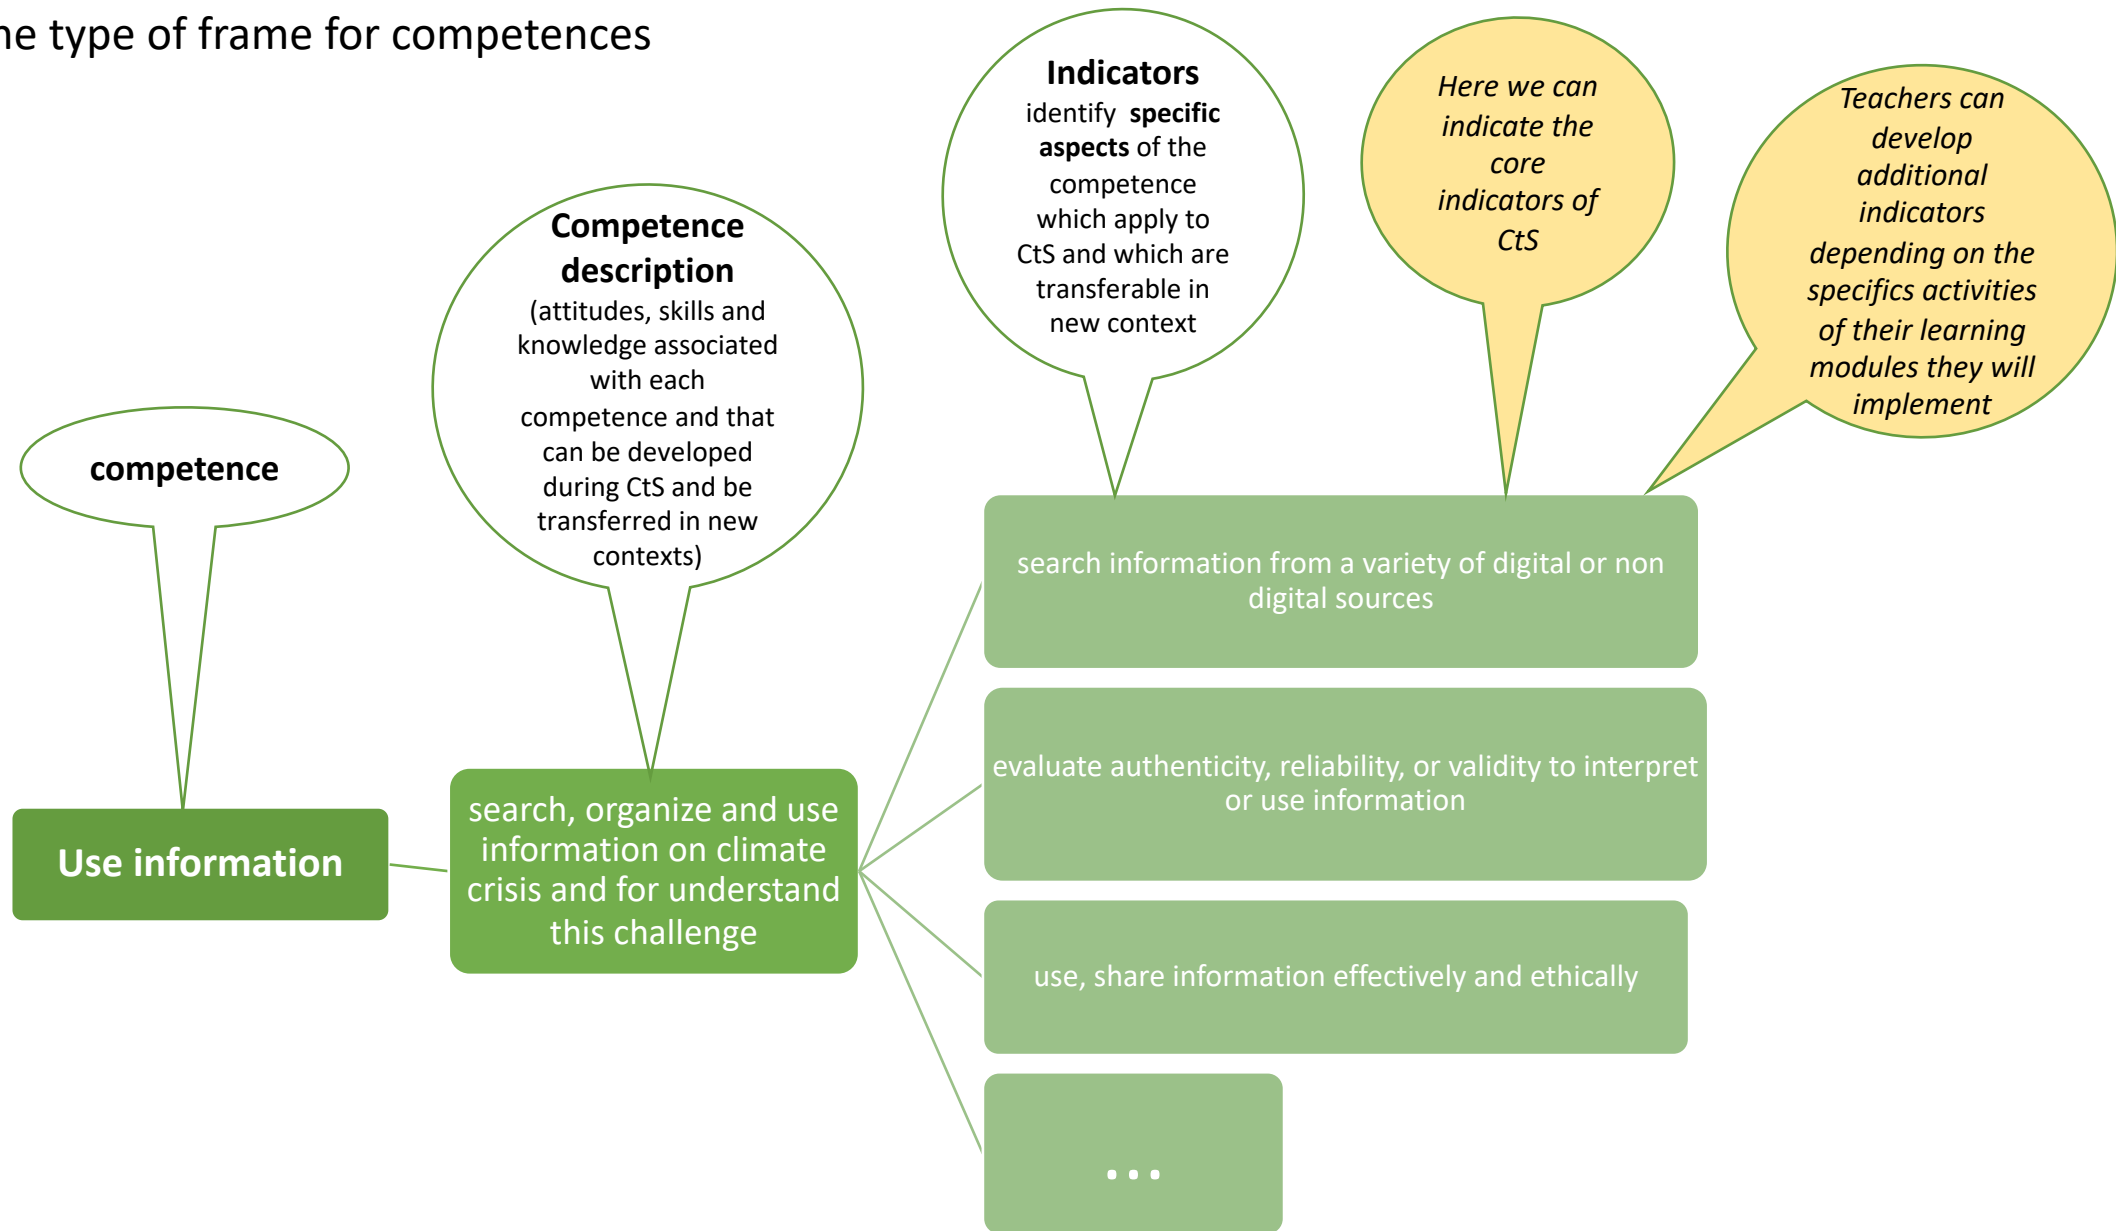 he type of frame for competences
competence
Competence
description
(attitudes, skills and
knowledge associated
with each
competence and that
can be developed
during CtS and be
transferred in new
contexts)
Indicators
identify specific
aspects of the
competence
which apply to
CtS and which are
transferable in
new context
Here we can
indicate the
core
indicators of
CtS
Teachers can
develop
additional
indicators
depending on the
specifics activities
of their learning
modules they will
implement
Use information
search, organize and use
information on climate
crisis and for understand
this challenge
search information from a variety of digital or non
digital sources
evaluate authenticity, reliability, or validity to interpret
or use information
use, share information effectively and ethically
...